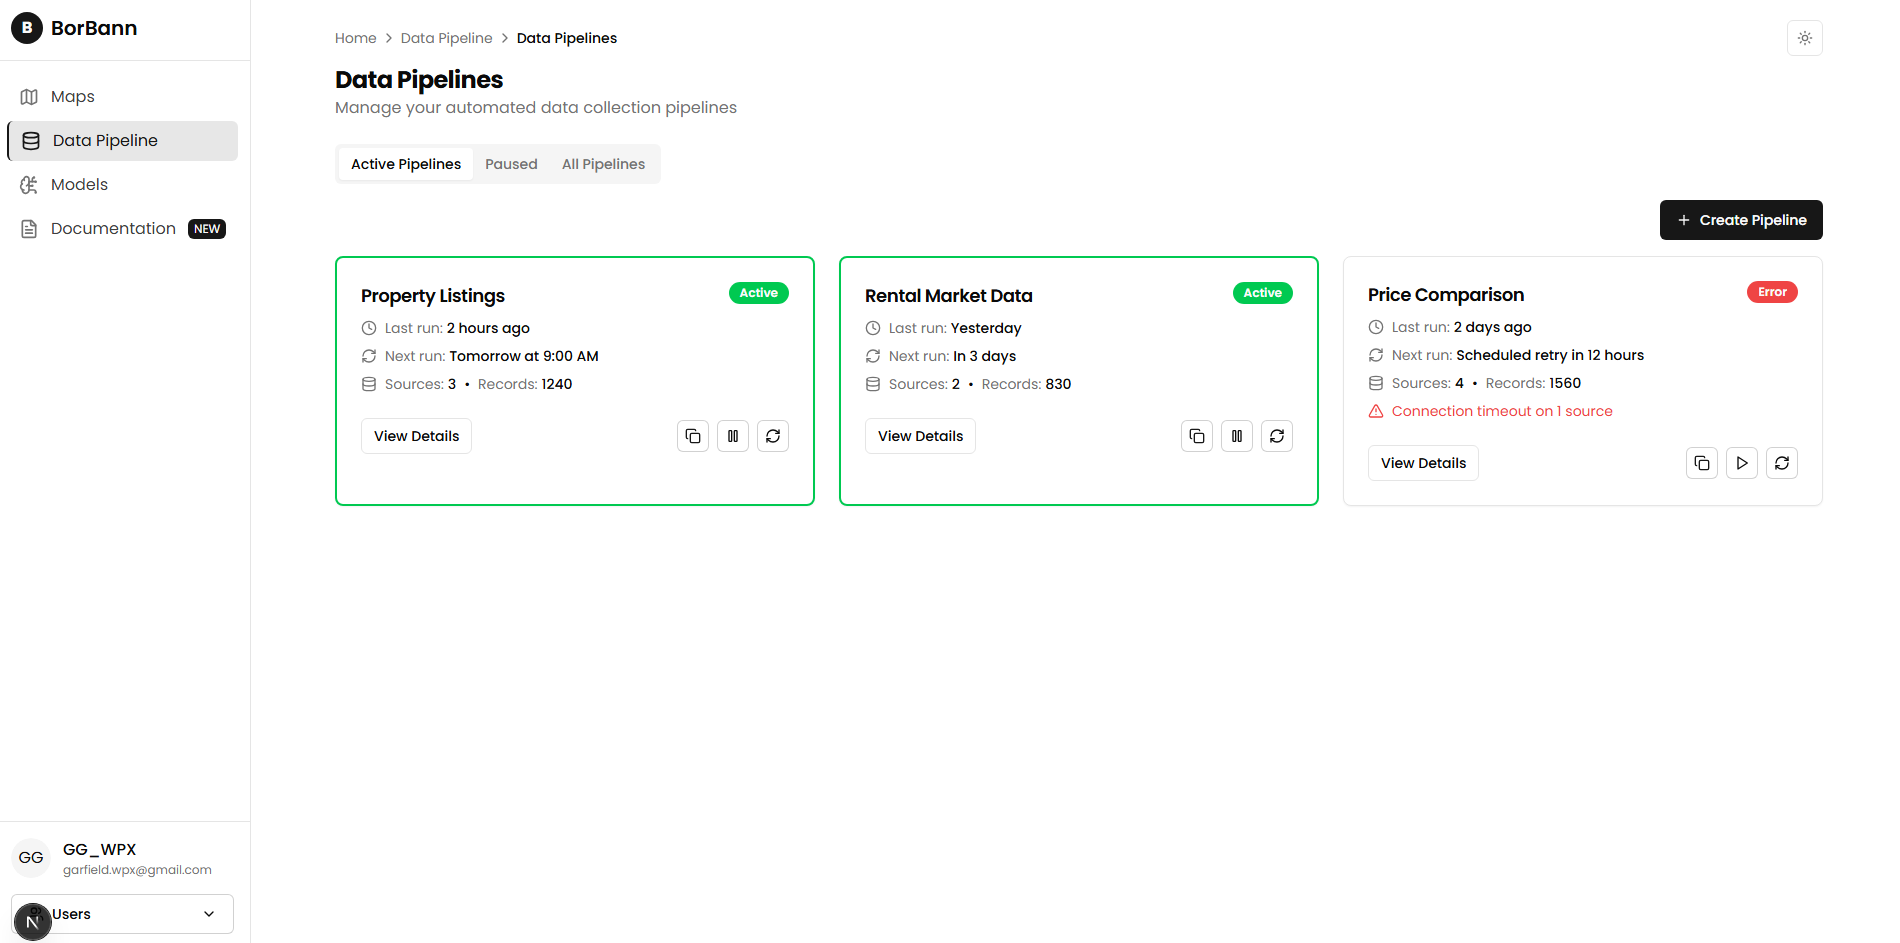 B BorBann
Maps
Data Pipeline
Models
Documentation NEW
GG GG_WPX
garfield.wpx@gmail.com
Users
N
Home > Data Pipeline > Data Pipelines
Data Pipelines
Manage your automated data collection pipelines
Active Pipelines Paused All Pipelines
+ Create Pipeline
Property Listings Active
Last run: 2 hours ago
Next run: Tomorrow at 9:00 AM
Sources: 3 • Records: 1240
View Details
Rental Market Data Active
Last run: Yesterday
Next run: In 3 days
Sources: 2 • Records: 830
View Details
Price Comparison Error
Last run: 2 days ago
Next run: Scheduled retry in 12 hours
Sources: 4 • Records: 1560
Connection timeout on 1 source
View Details